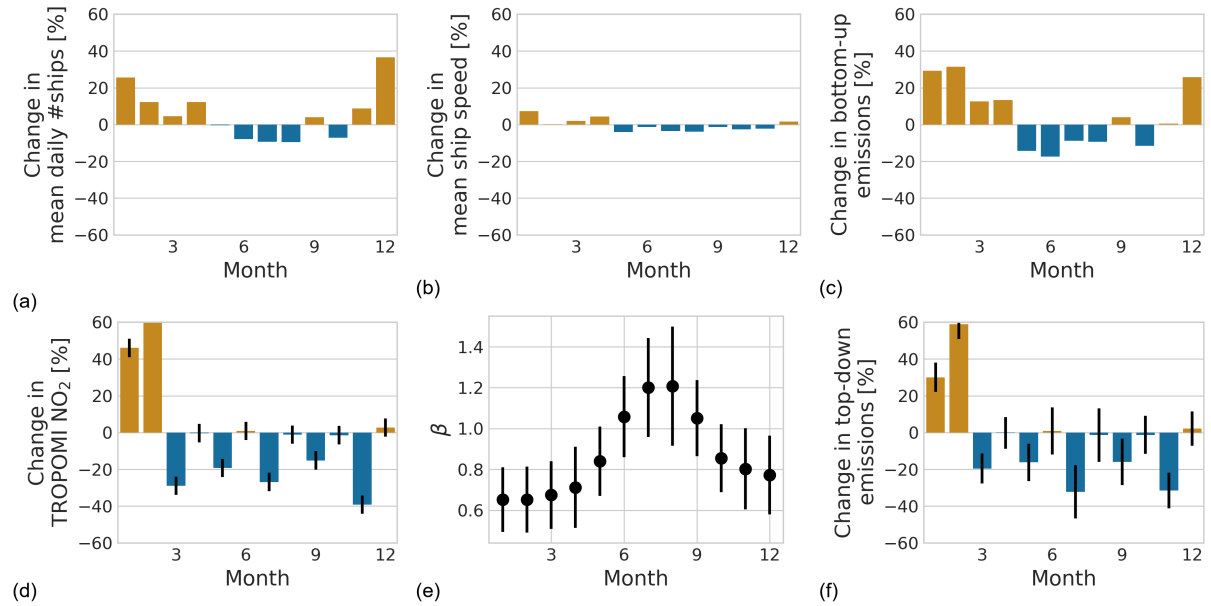 Change in
mean daily #ships [%]
60
40
20
0
−20
−40
−60
3
6
9
12
Month
(a)
Change in
mean ship speed [%]
60
40
20
0
−20
−40
−60
3
6
9
12
Month
(b)
Change in bottom-up
emissions [%]
60
40
20
0
−20
−40
−60
3
6
9
12
Month
(c)
Change in
TROPOMI NO₂ [%]
60
40
20
0
−20
−40
−60
3
6
9
12
Month
(d)
β
1.4
1.2
1.0
0.8
0.6
3
6
9
12
Month
(e)
Change in top-down
emissions [%]
60
40
20
0
−20
−40
−60
3
6
9
12
Month
(f)